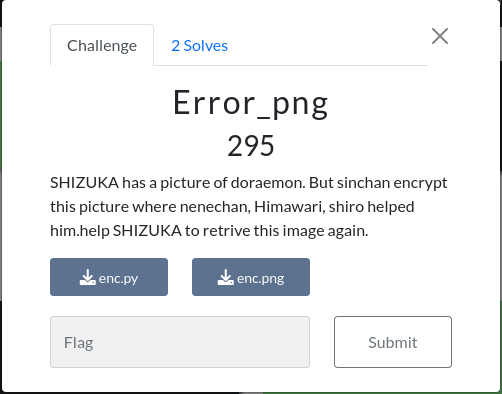 Challenge
2 Solves
Error_png
295
SHIZUKA has a picture of doraemon. But sinchan encrypt
this picture where nenechan, Himawari, shiro helped
him.help SHIZUKA to retrive this image again.
enc.py
enc.png
Flag
Submit